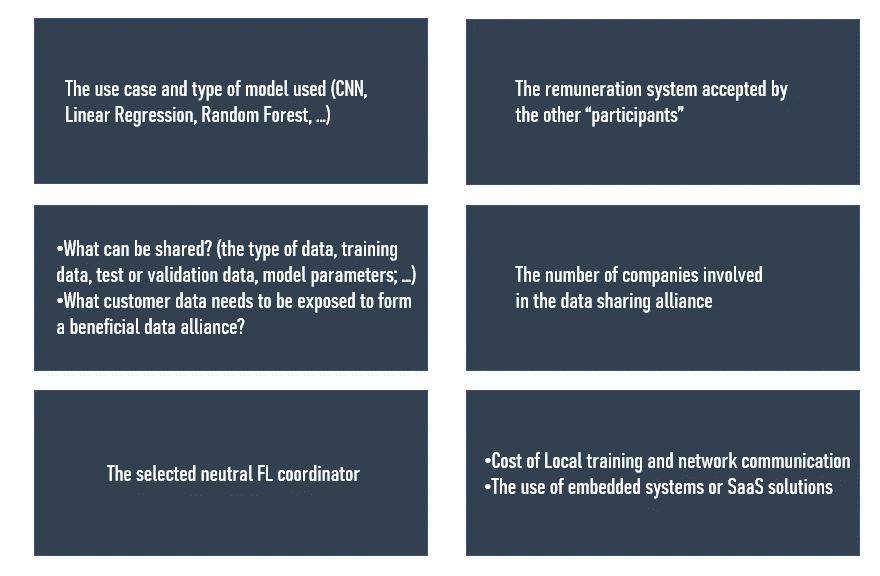 The use case and type of model used (CNN,
Linear Regression, Random Forest, ...)
The remuneration system accepted by
the other “participants”
•What can be shared? (the type of data, training
data, test or validation data, model parameters; ...)
•What customer data needs to be exposed to form
a beneficial data alliance?
The number of companies involved
in the data sharing alliance
The selected neutral FL coordinator
•Cost of Local training and network communication
•The use of embedded systems or SaaS solutions